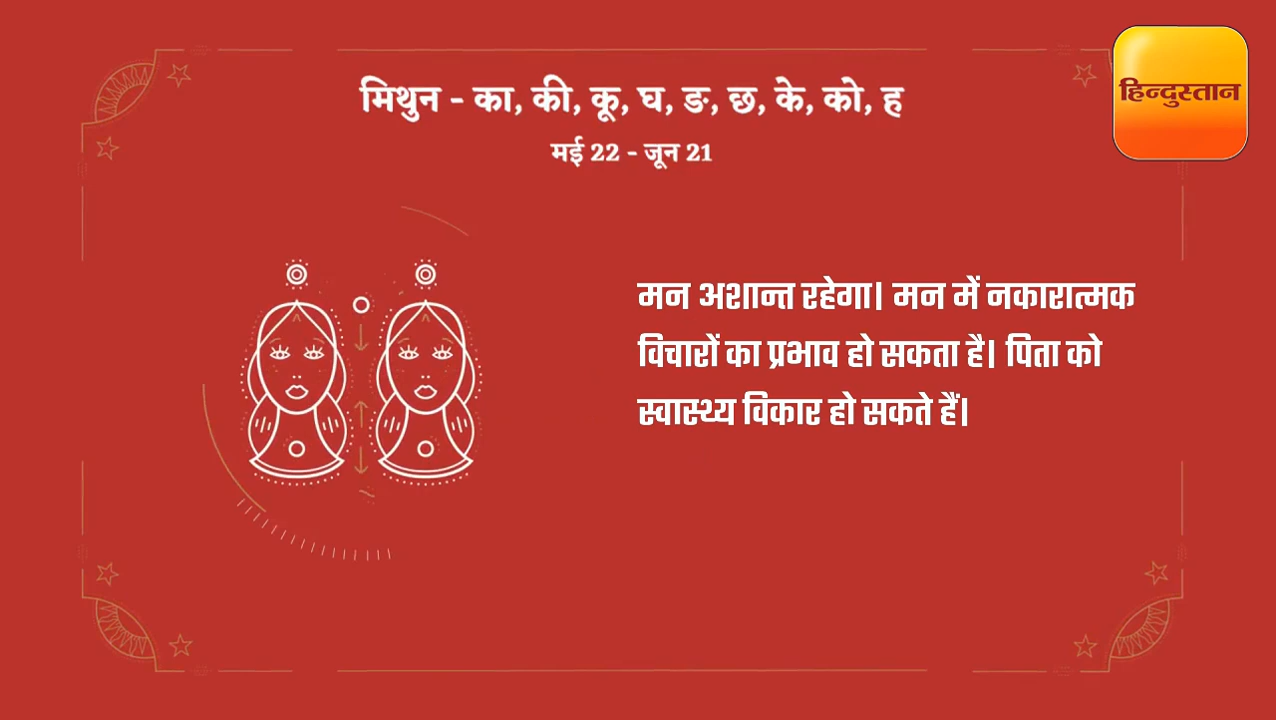 हिन्दुस्तान
मिथुन - का, की, कू, घ, ङ, छ, के, को, ह
मई 22 - जून 21
मन अशान्त रहेगा। मन में नकारात्मक
विचारों का प्रभाव हो सकता है। पिता को
स्वास्थ्य विकार हो सकते हैं।